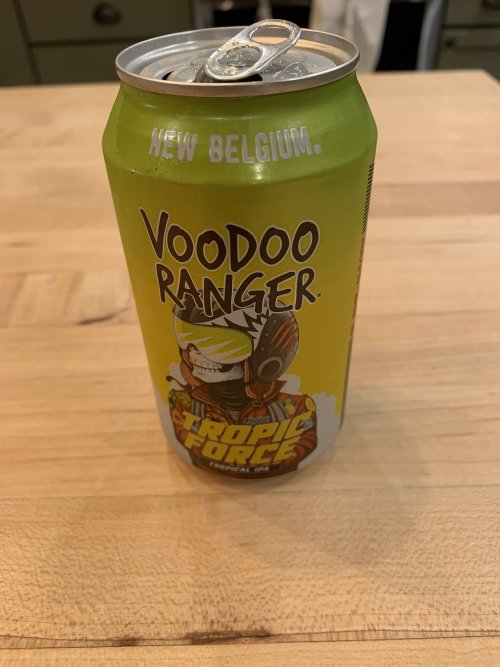 NEW BELGIUM.
VOODOO
RANGER
TROPIC
FORCE
TROPICAL IPA